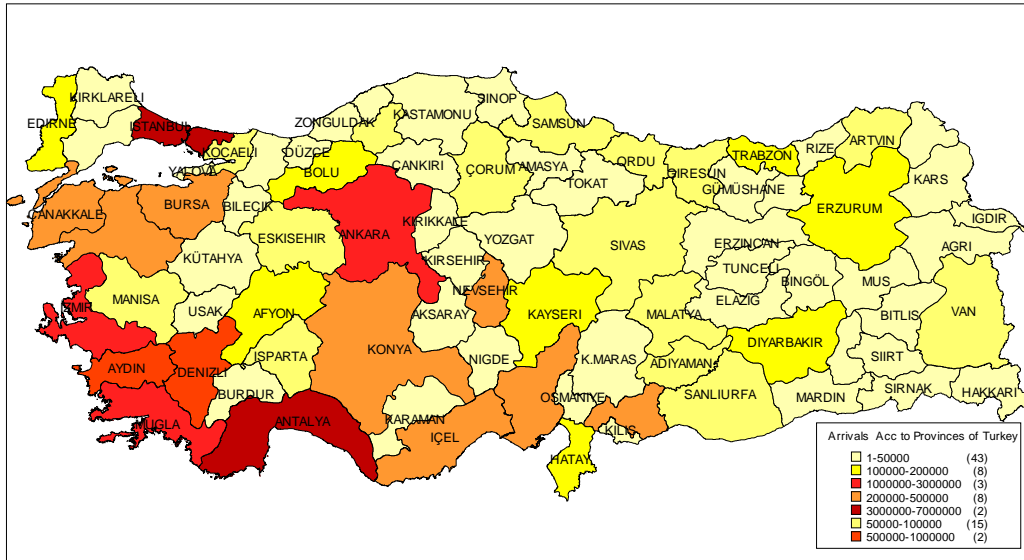 KIRKLARELI
SINOP
EDIRNE
ISTANBUL
ZONGULDAK
KASTAMONU
SAMSUN
ARTVIN
KOCAELI
DÜZCE
ÇANKIRI
ÇORUM
AMASYA
ORDU
GIRESUN
TRABZON
RIZE
YALOVA
BOLU
TOKAT
GÜMÜSHANE
KARS
ÇANAKKALE
BURSA
BILECIK
KIRIKKALE
ERZURUM
IGDIR
ESKISEHIR
ANKARA
YOZGAT
SIVAS
ERZINCAN
AGRI
KÜTAHYA
KIRSEHIR
TUNCELI
NEVSEHIR
BINGÖL
MUS
MANISA
IZMIR
USAK
AFYON
AKSARAY
KAYSERI
MALATYA
ELAZIG
BITLIS
VAN
KONYA
DIYARBAKIR
AYDIN
DENIZLI
ISPARTA
NIGDE
K.MARAS
ADIYAMAN
SIIRT
BURDUR
OSMANIYE
SANLIURFA
MARDIN
SIRNAK
HAKKARI
MUGLA
ANTALYA
KARAMAN
IÇEL
KILIS
HATAY
Arrivals Acc to Provinces of Turkey
1-50000 (43)
100000-200000 (8)
1000000-3000000 (3)
200000-500000 (8)
3000000-7000000 (2)
50000-100000 (15)
500000-1000000 (2)